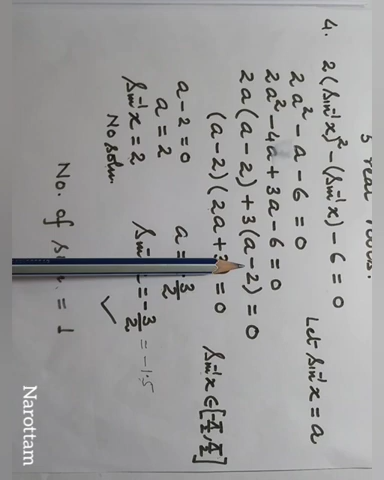 5 real roots.
4. 2(sin⁻¹x)² - (sin⁻¹x) - 6 = 0
Let sin⁻¹x = a
2a² - a - 6 = 0
2a² - 4a + 3a - 6 = 0
2a(a-2) + 3(a-2) = 0
(a-2)(2a+3) = 0
sin⁻¹x ∈ [-π/2, π/2]
a - 2 = 0
a = 2
sin⁻¹x = 2
No soln.
a = -3/2
sin⁻¹x = -3/2 = -1.5
✓
No. of = 1
Narottam